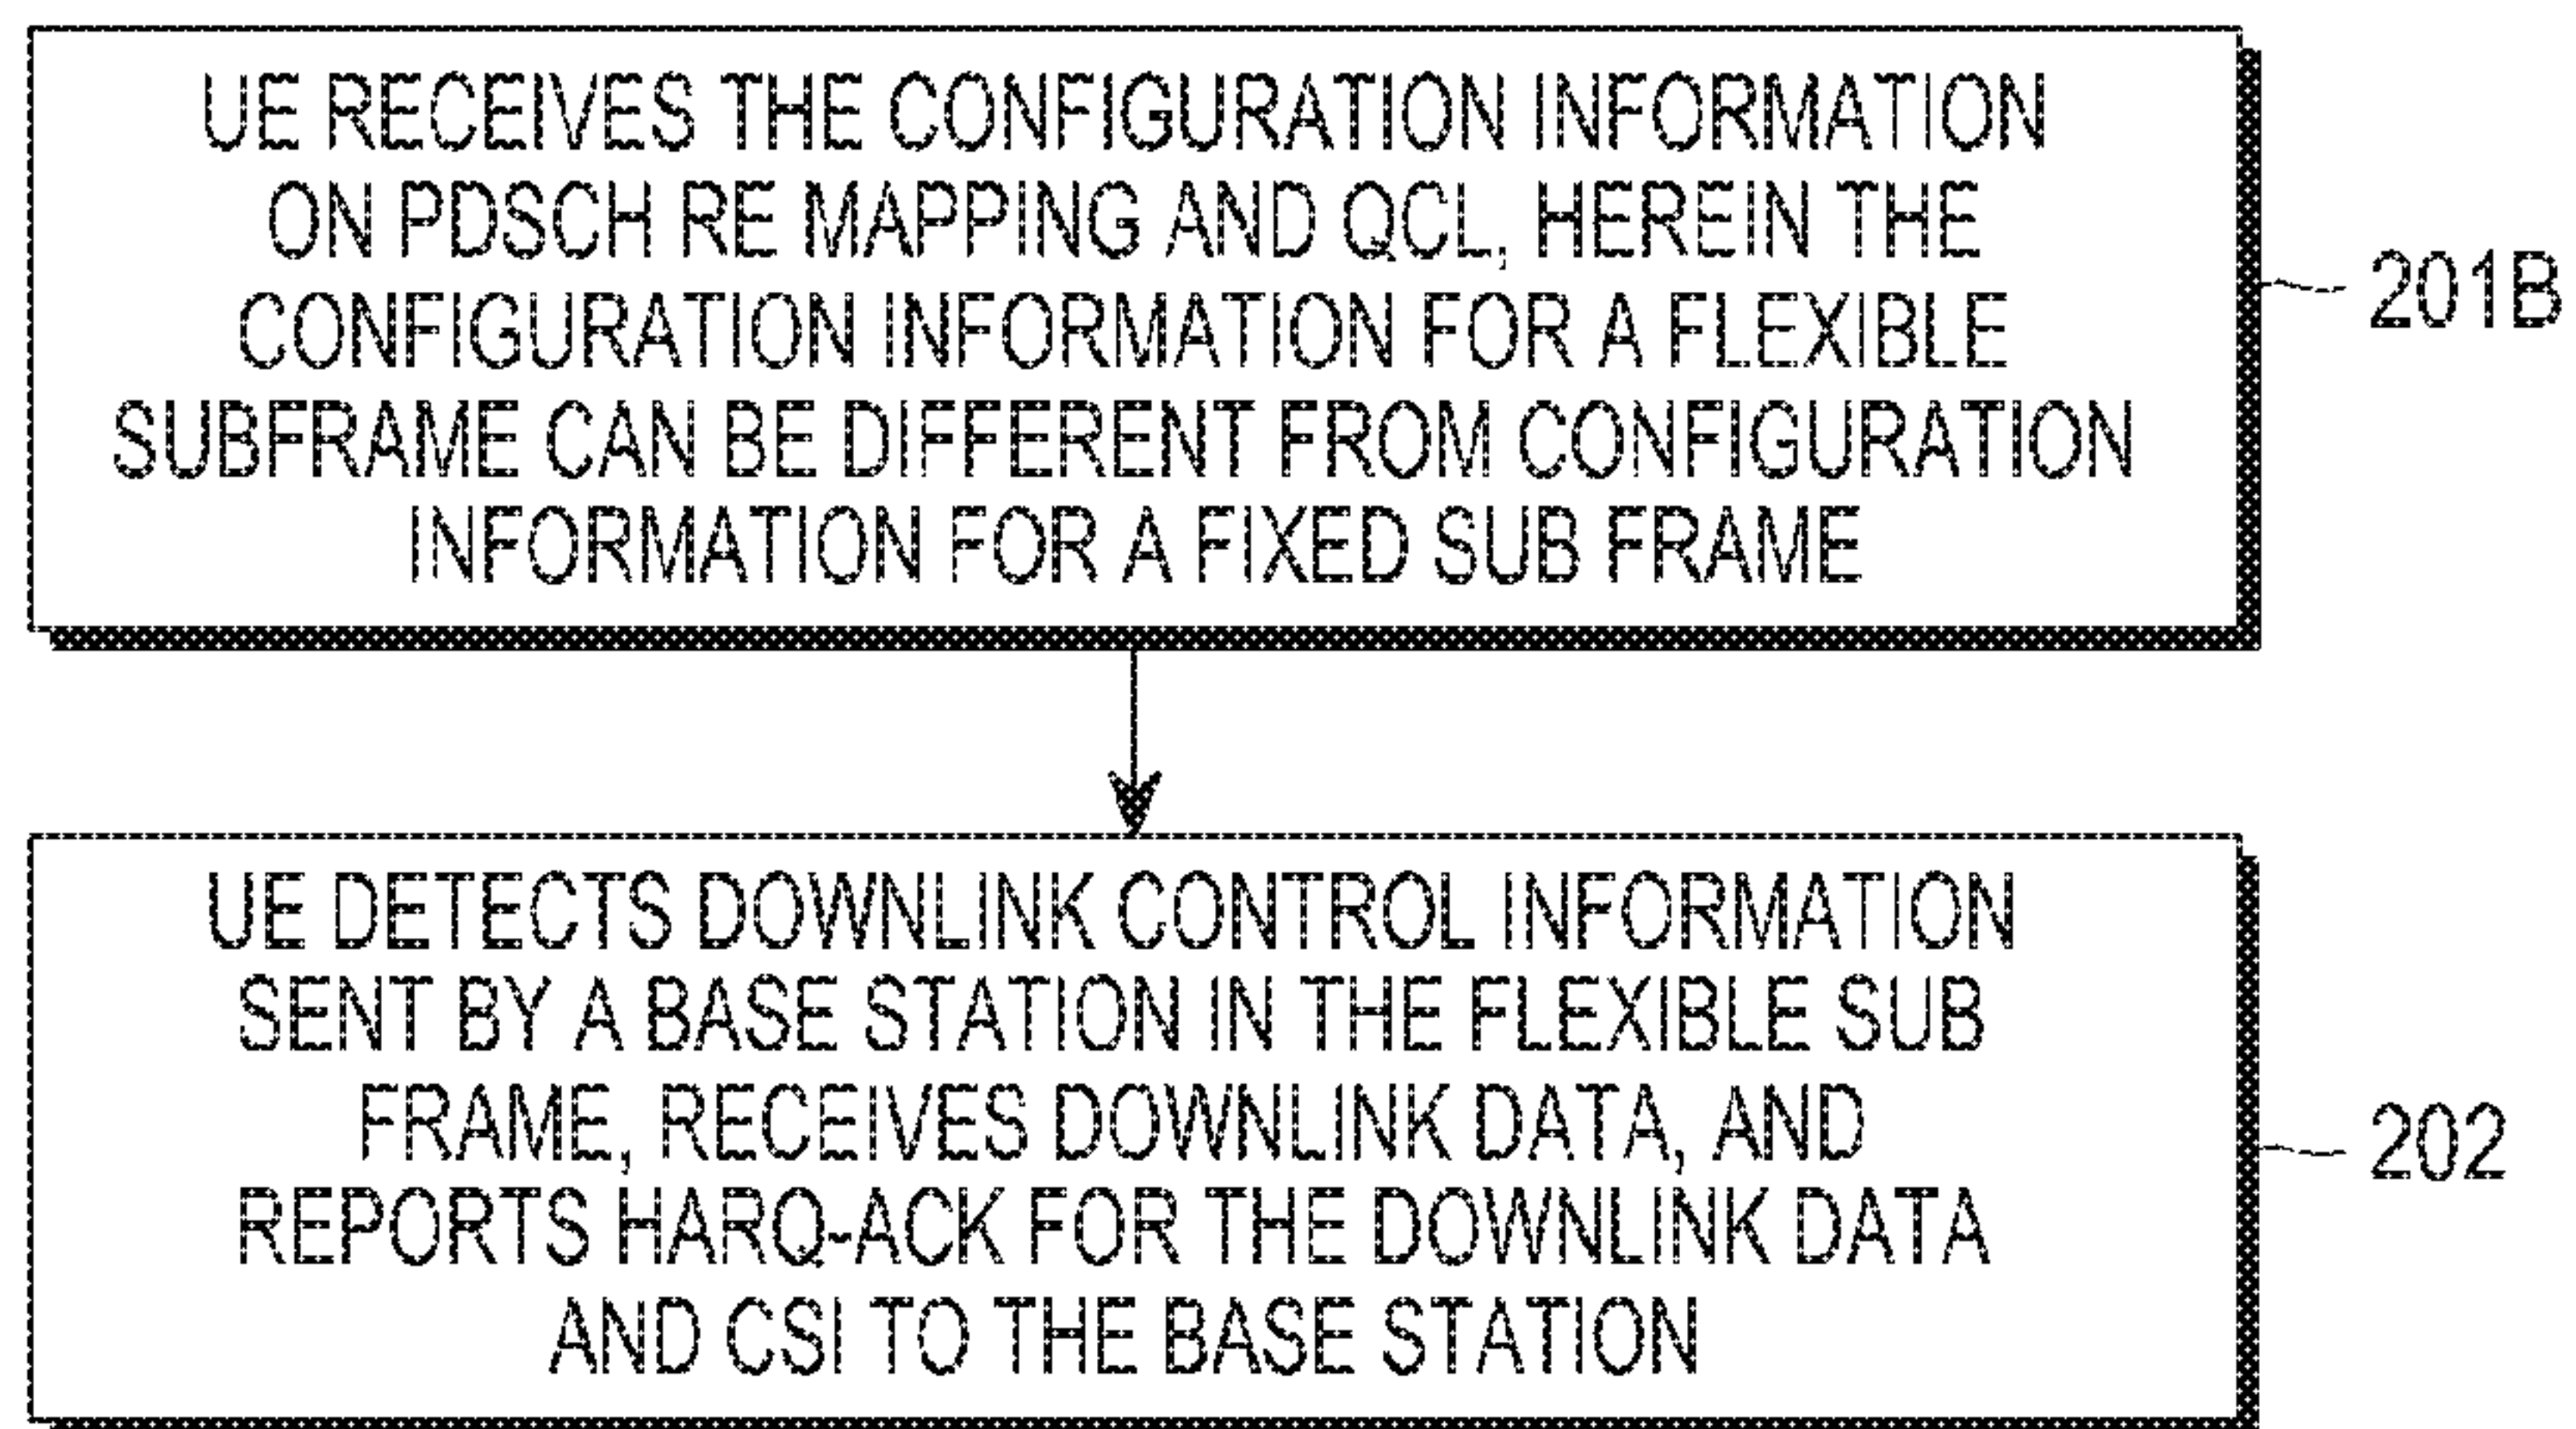 UE RECEIVES THE CONFIGURATION INFORMATION
ON PDSCH RE MAPPING AND QCL, HEREIN THE
CONFIGURATION INFORMATION FOR A FLEXIBLE
SUBFRAME CAN BE DIFFERENT FROM CONFIGURATION
INFORMATION FOR A FIXED SUB FRAME
201B
UE DETECTS DOWNLINK CONTROL INFORMATION
SENT BY A BASE STATION IN THE FLEXIBLE SUB
FRAME, RECEIVES DOWNLINK DATA, AND
REPORTS HARQ-ACK FOR THE DOWNLINK DATA
AND CSI TO THE BASE STATION
202